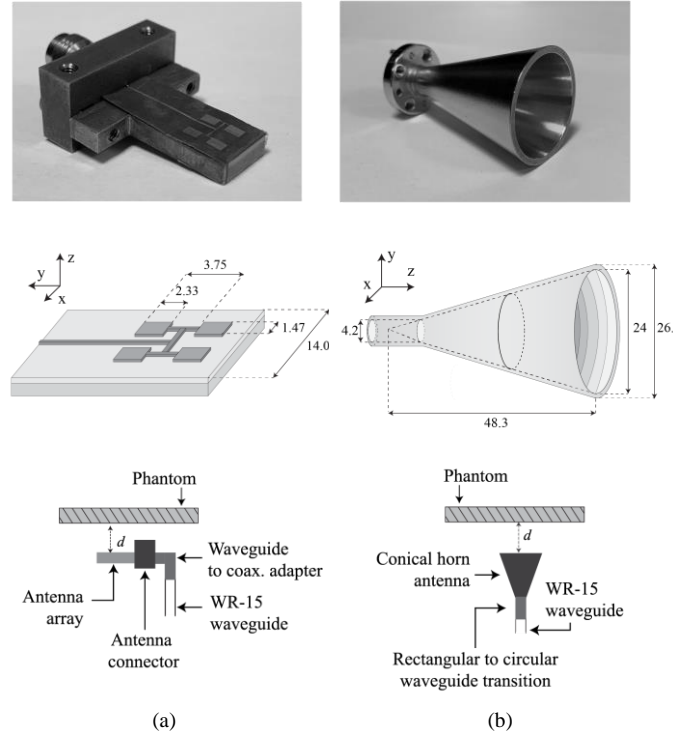 z
y
x
3.75
2.33
1.47
14.0
y
z
x
4.2
24
26.
48.3
Phantom
d
Waveguide
to coax. adapter
Antenna
array
WR-15
waveguide
Antenna
connector
Phantom
d
Conical horn
antenna
WR-15
waveguide
Rectangular to circular
waveguide transition
(a)
(b)